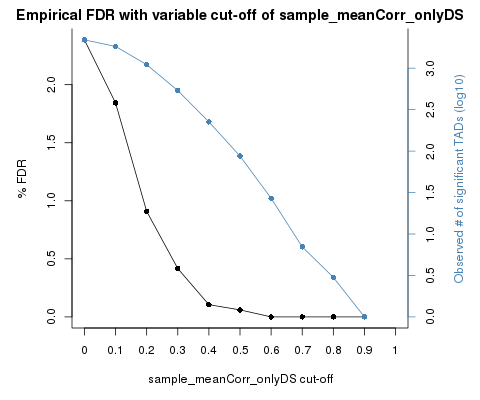 Empirical FDR with variable cut-off of sample_meanCorr_onlyDS
% FDR
0.0
0.5
1.0
1.5
2.0
0 0.1 0.2 0.3 0.4 0.5 0.6 0.7 0.8 0.9 1
sample_meanCorr_onlyDS cut-off
0.0
0.5
1.0
1.5
2.0
2.5
3.0
Observed # of significant TADs (log10)